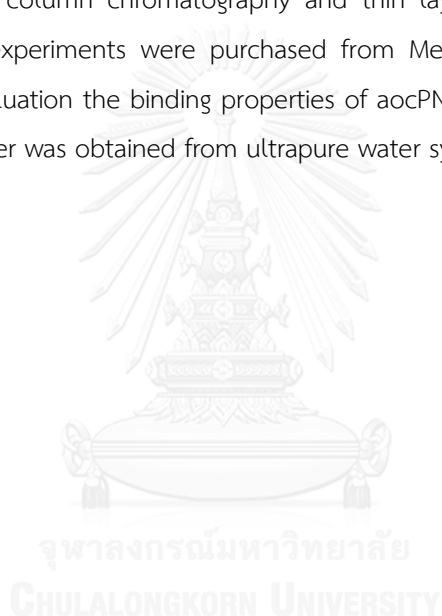 column chromatography and thin la
experiments were purchased from Me
luation the binding properties of aocPN
er was obtained from ultrapure water sy
จุฬาลงกรณ์มหาวิทยาลัย
CHULALONGKORN UNIVERSITY